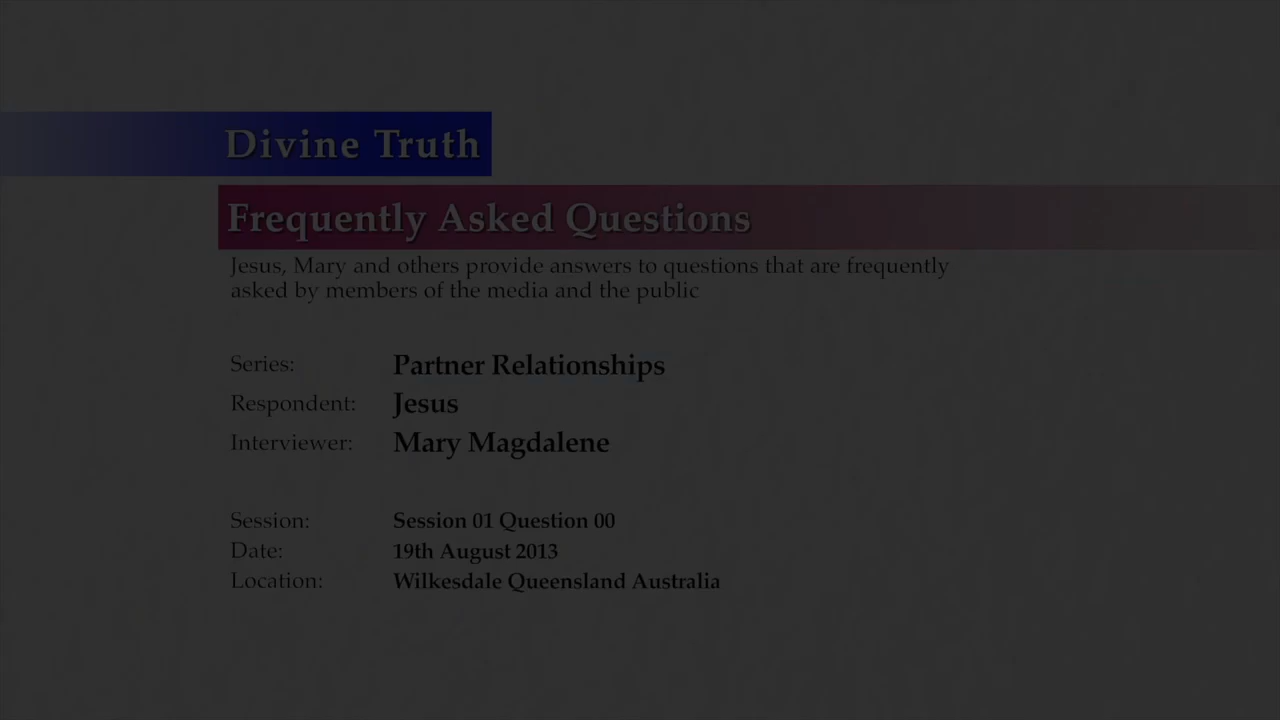 Divine Truth
Frequently Asked Questions
Jesus, Mary and others provide answers to questions that are frequently
asked by members of the media and the public
Series: Partner Relationships
Respondent: Jesus
Interviewer: Mary Magdalene
Session: Session 01 Question 00
Date: 19th August 2013
Location: Wilkesdale Queensland Australia